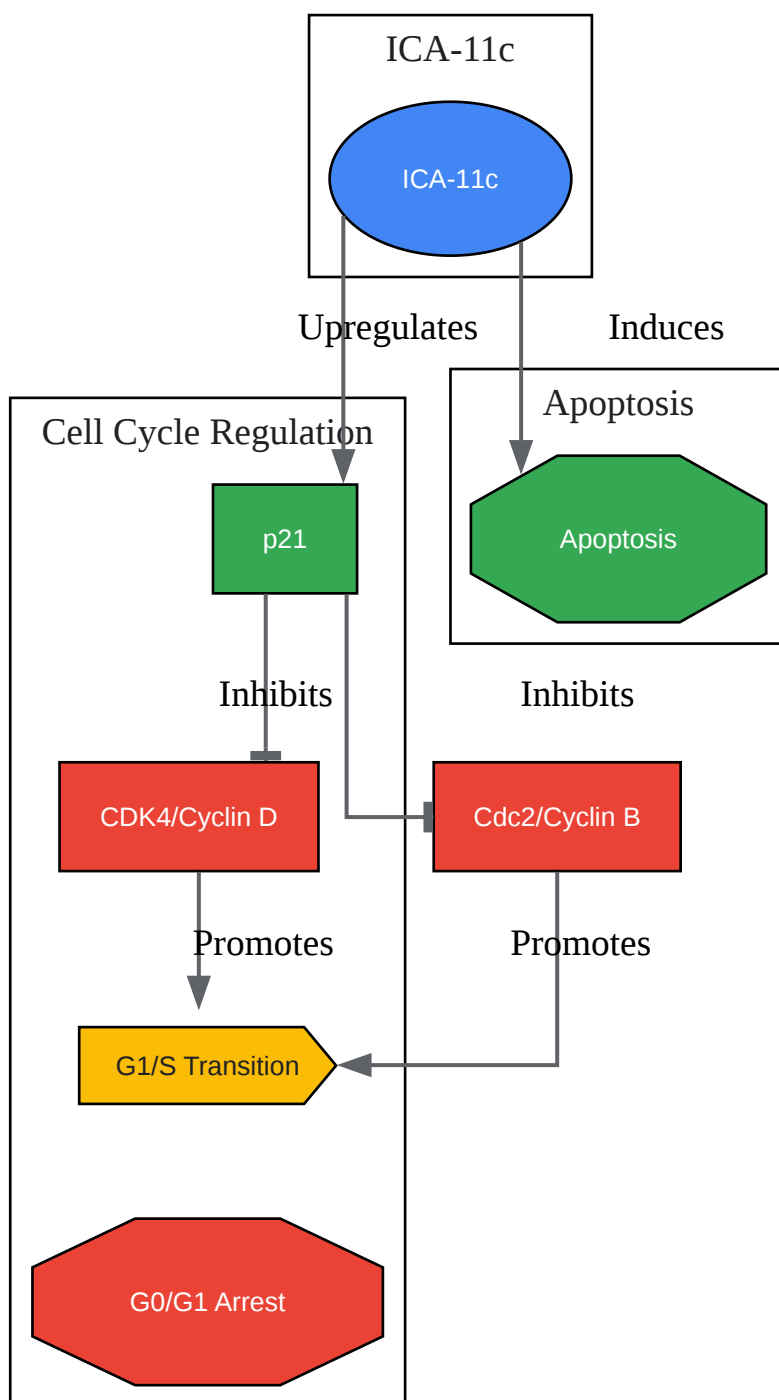 ICA-11c
ICA-11c
Upregulates
Induces
Apoptosis
Cell Cycle Regulation
p21
Apoptosis
Inhibits
Inhibits
CDK4/Cyclin D
Cdc2/Cyclin B
Promotes
Promotes
G1/S Transition
G0/G1 Arrest